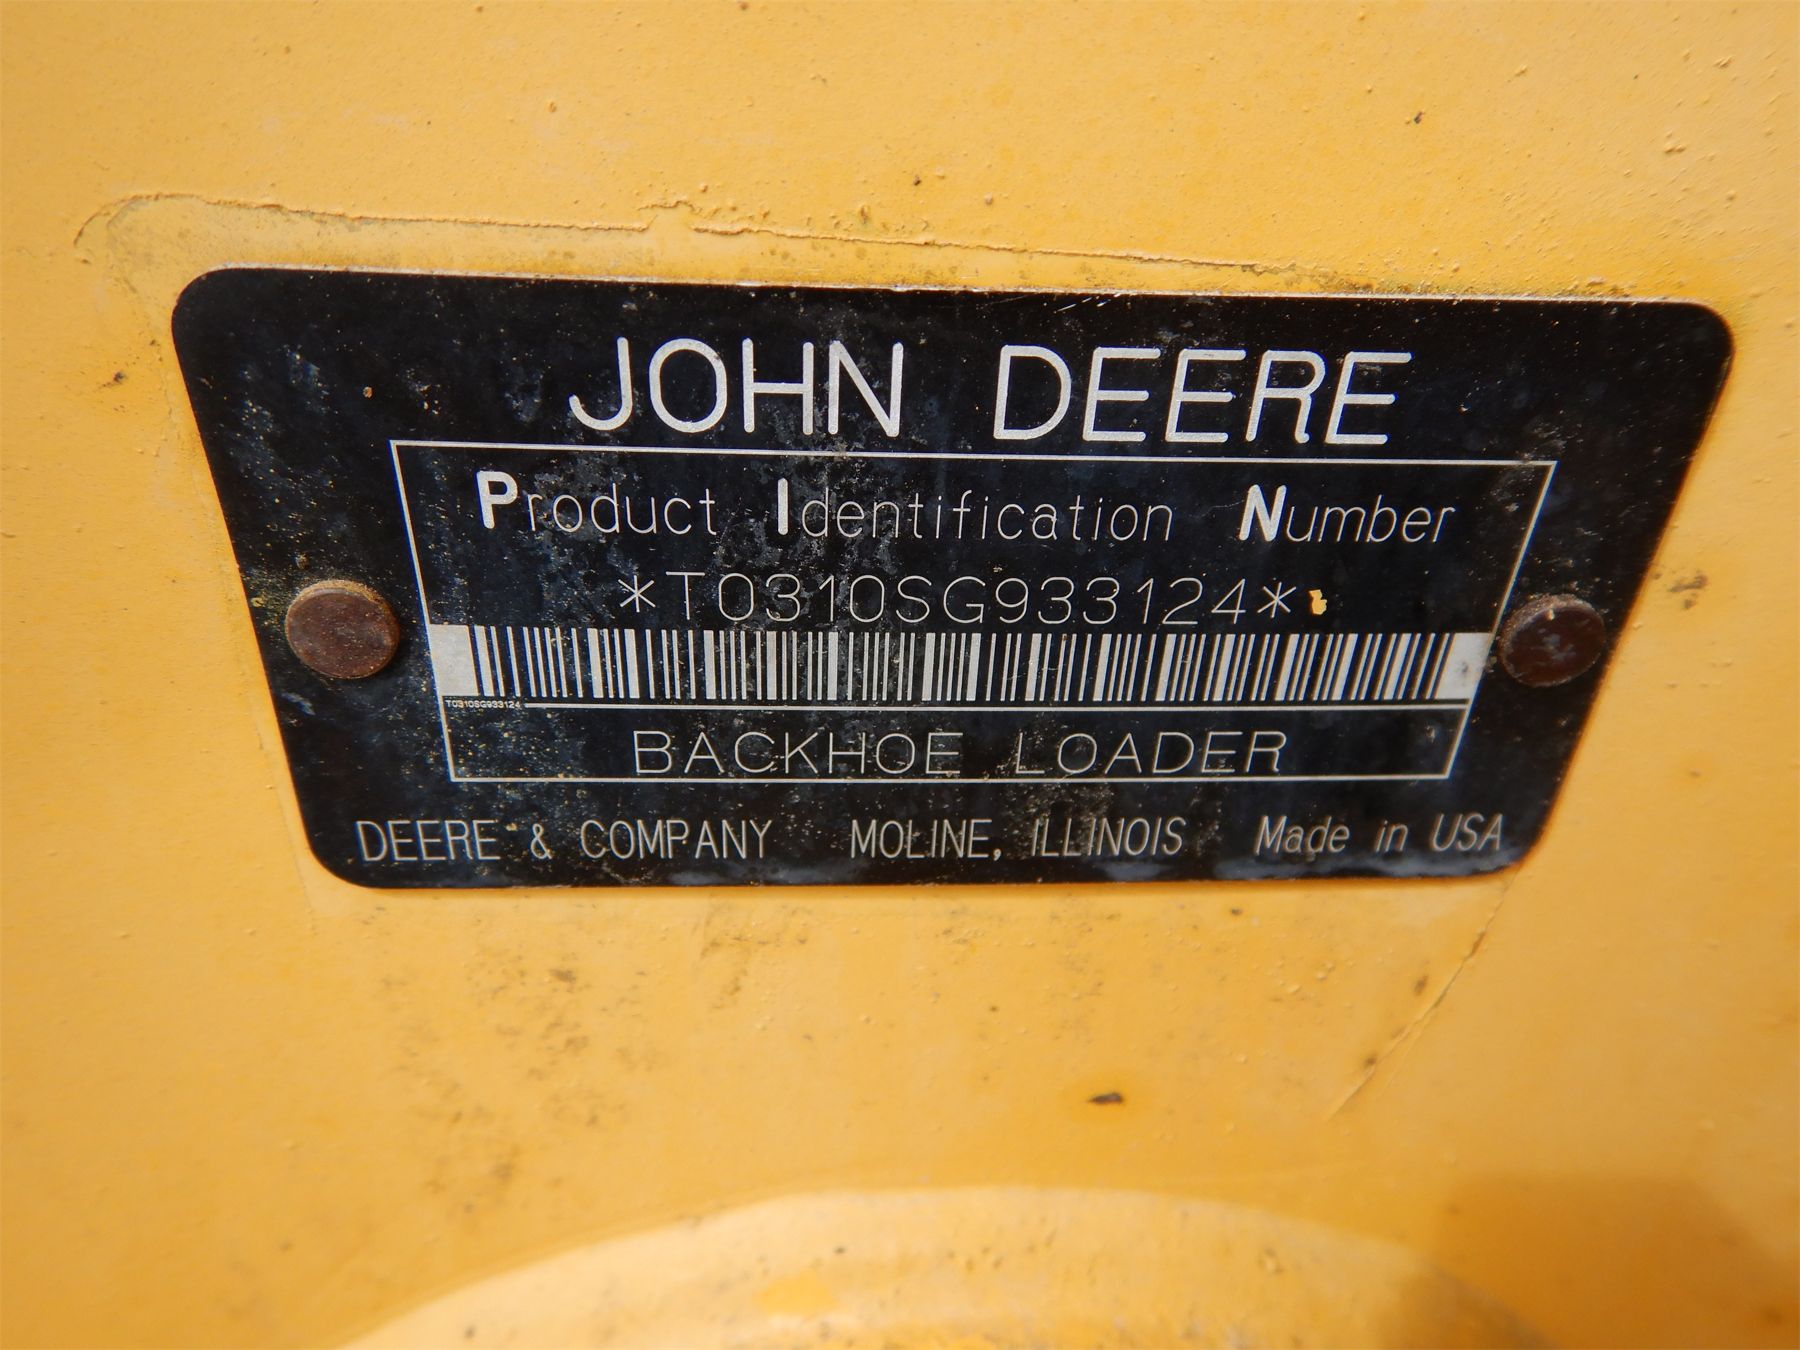 JOHN DEERE
Product Identification Number
*T0310SG933124*
T0310SG933124
BACKHOE LOADER
DEERE & COMPANY MOLINE, ILLINOIS Made in USA